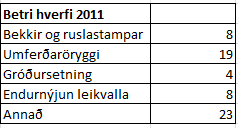 Betri hverfi 2011
Bekkir og ruslastampar 8
Umferðaröryggi 19
Gróðursetning 4
Endurnýjun leikvalla 8
Annað 23